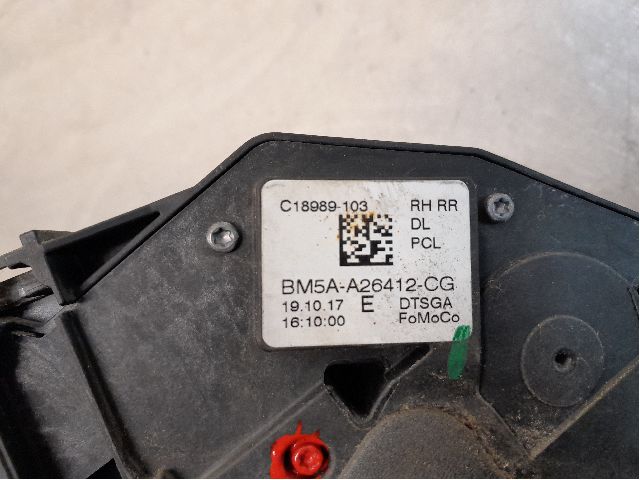 C18989-103 RH RR
DL
PCL
BM5A-A26412-CG
19.10.17 E DTSGA
16:10:00 FoMoCo